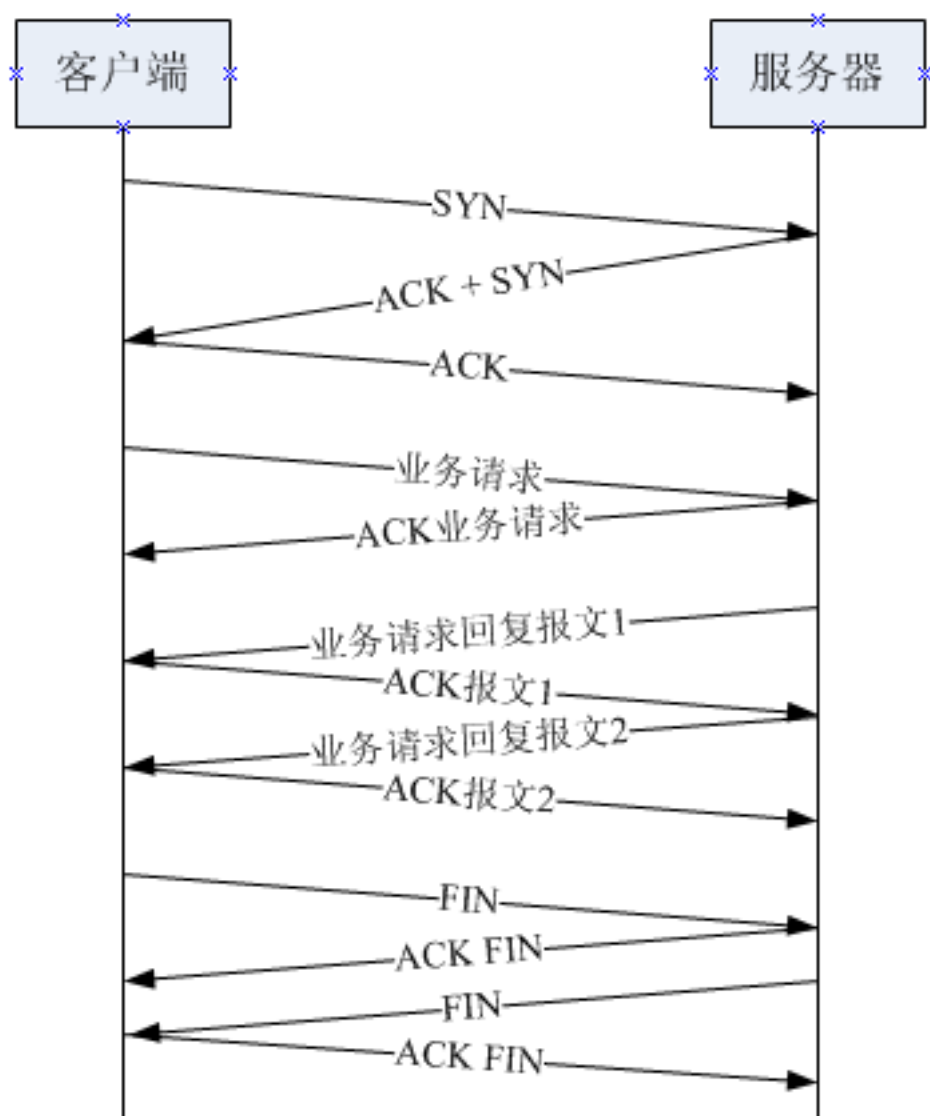 客户端
服务器
SYN
ACK + SYN
ACK
业务请求
ACK业务请求
业务请求回复报文1
ACK报文1
业务请求回复报文2
ACK报文2
FIN
ACK FIN
FIN
ACK FIN